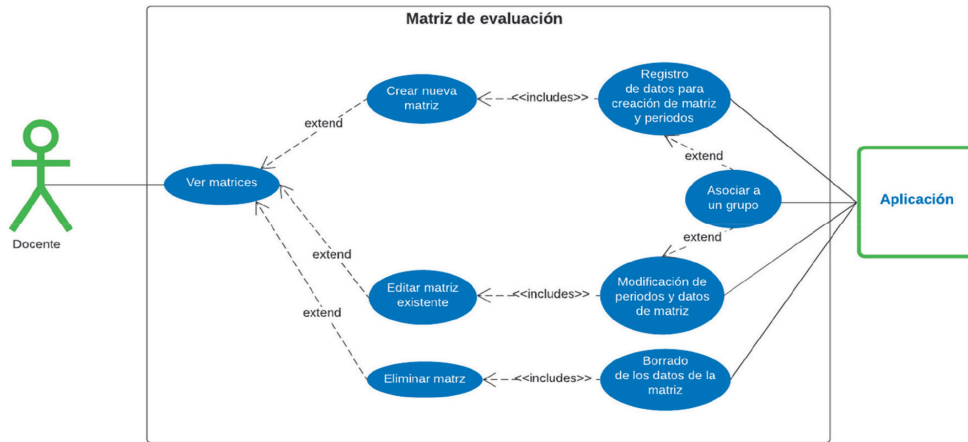 Matriz de evaluación
Registro
de datos para
creación de matriz
y periodos
Crear nueva
matriz
<<includes>>
extend
extend
Ver matrices
Asociar a
un grupo
Aplicación
Docente
extend
extend
Editar matriz
existente
<<includes>>
Modificación de
periodos y datos
de matriz
extend
Eliminar matrz
<<includes>>
Borrado
de los datos de la
matriz